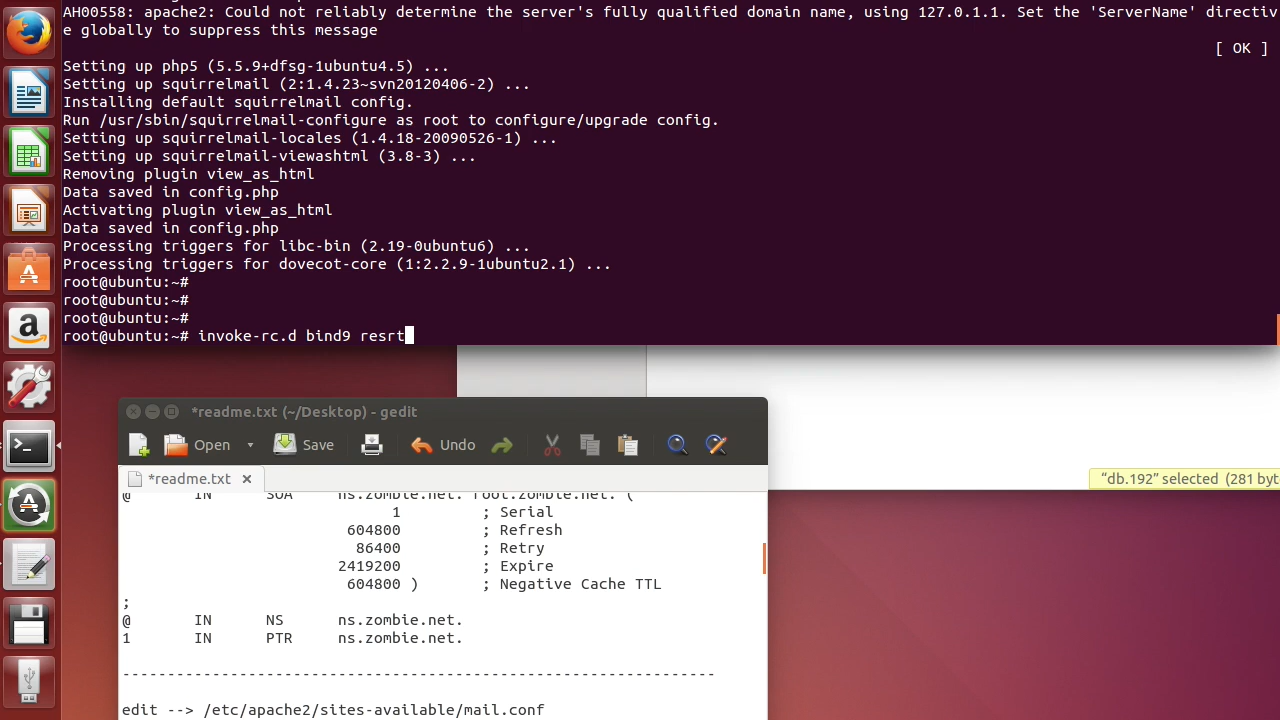 AH00558: apache2: Could not reliably determine the server's fully qualified domain name, using 127.0.1.1. Set the 'ServerName' directiv
e globally to suppress this message
[ OK ]
Setting up php5 (5.5.9+dfsg-1ubuntu4.5) ...
Setting up squirrelmail (2:1.4.23~svn20120406-2) ...
Installing default squirrelmail config.
Run /usr/sbin/squirrelmail-configure as root to configure/upgrade config.
Setting up squirrelmail-locales (1.4.18-20090526-1) ...
Setting up squirrelmail-viewashtml (3.8-3) ...
Removing plugin view_as_html
Data saved in config.php
Activating plugin view_as_html
Data saved in config.php
Processing triggers for libc-bin (2.19-0ubuntu6) ...
Processing triggers for dovecot-core (1:2.2.9-1ubuntu2.1) ...
root@ubuntu:~#
root@ubuntu:~#
root@ubuntu:~#
root@ubuntu:~# invoke-rc.d bind9 resrt
*readme.txt (~/Desktop) - gedit
Open Save Undo
*readme.txt
“db.192” selected (281 byt
@ IN SOA ns.zombie.net. root.zombie.net. (
1 ; Serial
604800 ; Refresh
86400 ; Retry
2419200 ; Expire
604800 ) ; Negative Cache TTL
;
@ IN NS ns.zombie.net.
1 IN PTR ns.zombie.net.
------------------------------------------------------------------
edit --> /etc/apache2/sites-available/mail.conf